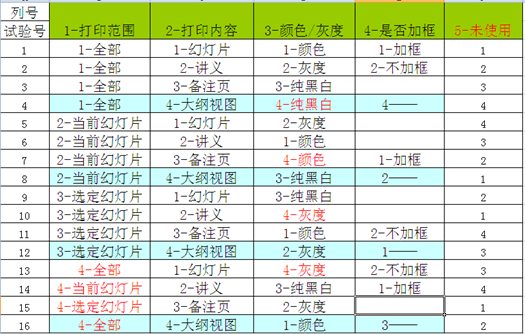 列号
试验号 1-打印范围 2-打印内容 3-颜色/灰度 4-是否加框 5-未使用
1 1-全部 1-幻灯片 1-颜色 1-加框 1
2 1-全部 2-讲义 2-灰度 2-不加框 2
3 1-全部 3-备注页 3-纯黑白 3
4 1-全部 4-大纲视图 4-纯黑白 4—— 4
5 2-当前幻灯片 1-幻灯片 2-灰度 4
6 2-当前幻灯片 2-讲义 1-颜色 3
7 2-当前幻灯片 3-备注页 4-颜色 1-加框 2
8 2-当前幻灯片 4-大纲视图 3-纯黑白 2—— 1
9 3-选定幻灯片 1-幻灯片 3-纯黑白 2
10 3-选定幻灯片 2-讲义 4-灰度 1
11 3-选定幻灯片 3-备注页 1-颜色 2-不加框 4
12 3-选定幻灯片 4-大纲视图 2-灰度 1—— 3
13 4-全部 1-幻灯片 4-灰度 2-不加框 3
14 4-当前幻灯片 2-讲义 3-纯黑白 1-加框 4
15 4-选定幻灯片 3-备注页 2-灰度 1
16 4-全部 4-大纲视图 1-颜色 3—— 2